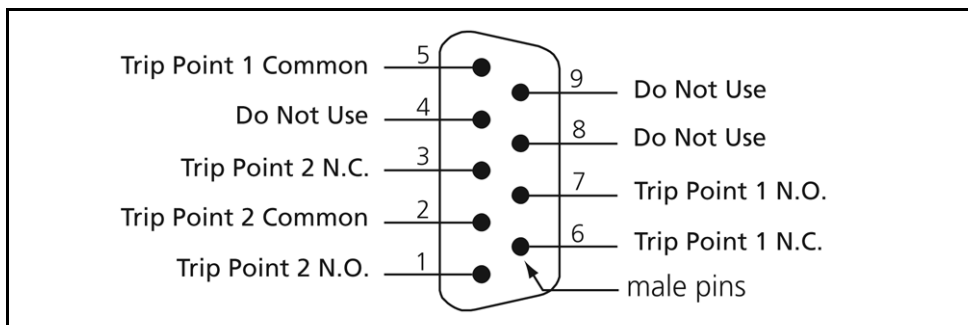 Trip Point 1 Common 5
Do Not Use 4
Trip Point 2 N.C. 3
Trip Point 2 Common 2
Trip Point 2 N.O. 1
9 Do Not Use
8 Do Not Use
7 Trip Point 1 N.O.
6 Trip Point 1 N.C.
male pins